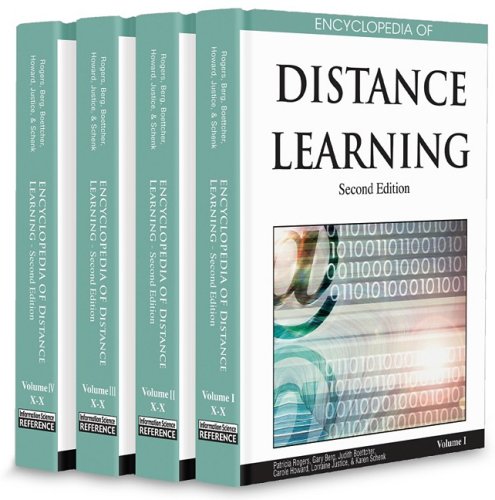 Rogers, Berg, Boettcher,
Howard, Justice, & Schenk
ENCYCLOPEDIA OF DISTANCE
LEARNING - Second Edition
Volume IV
X-X
Information Science
REFERENCE
Rogers, Berg, Boettcher,
Howard, Justice, & Schenk
ENCYCLOPEDIA OF DISTANCE
LEARNING - Second Edition
Volume III
X-X
Information Science
REFERENCE
Rogers, Berg, Boettcher,
Howard, Justice, & Schenk
ENCYCLOPEDIA OF DISTANCE
LEARNING - Second Edition
Volume II
X-X
Information Science
REFERENCE
Rogers, Berg, Boettcher,
Howard, Justice, & Schenk
ENCYCLOPEDIA OF DISTANCE
LEARNING - Second Edition
Volume I
X-X
Information Science
REFERENCE
ENCYCLOPEDIA OF
DISTANCE
LEARNING
Second Edition
@
Volume I
Patricia Rogers, Gary Berg, Judith Boettcher,
Carole Howard, Lorraine Justice, & Karen Schenk